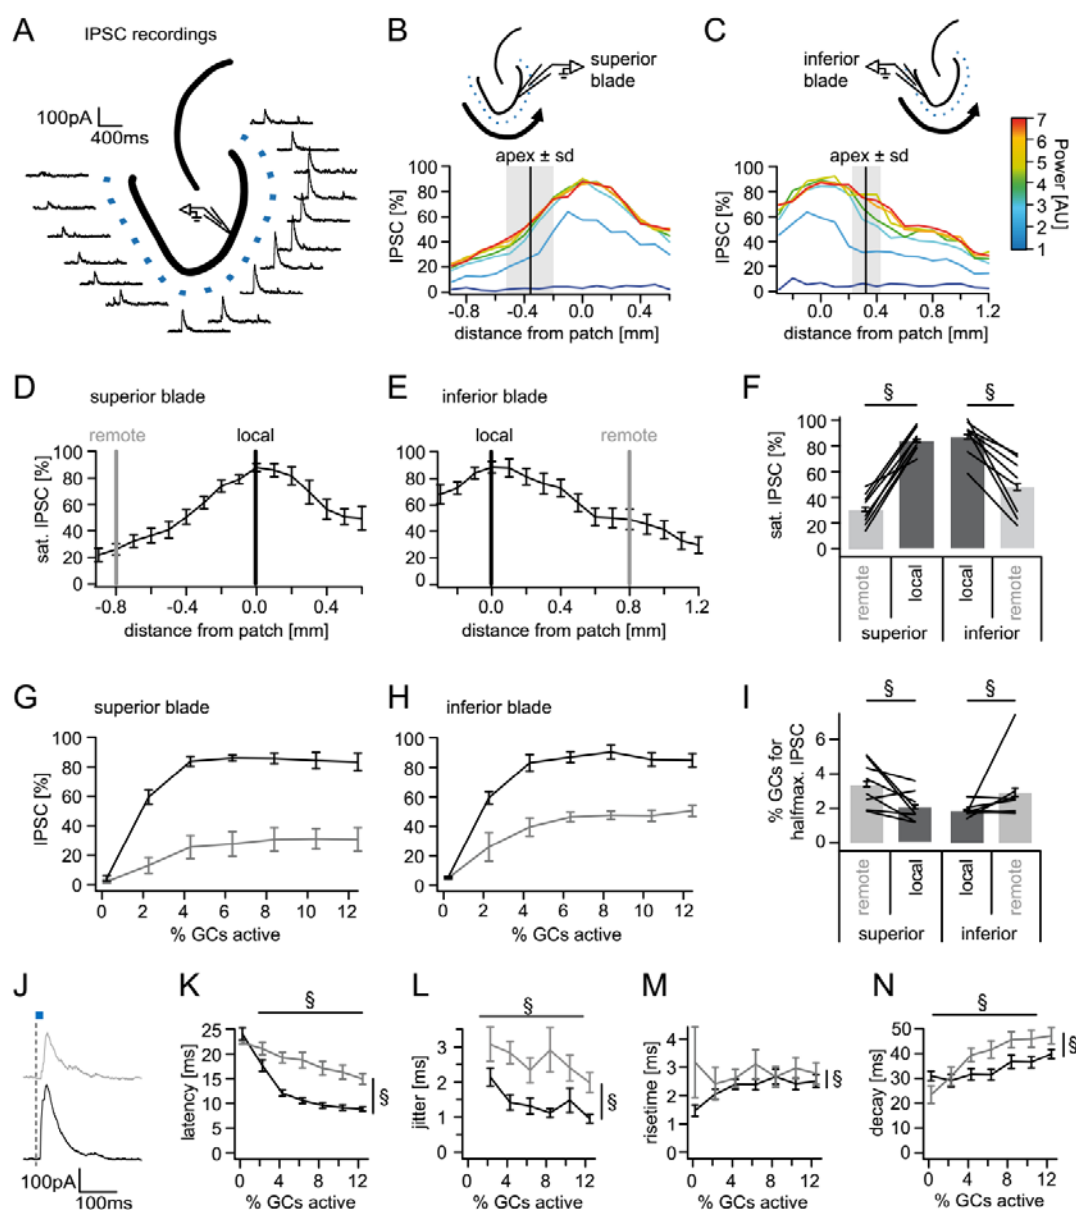 A
IPSC recordings
100pA
400ms
B
superior
blade
apex ± sd
IPSC [%]
100
80
60
40
20
0
-0.8 -0.4 0.0 0.4
distance from patch [mm]
C
inferior
blade
apex ± sd
IPSC [%]
100
80
60
40
20
0
0.0 0.4 0.8 1.2
distance from patch [mm]
7
6
5
4
3
2
1
Power [AU]
D
superior blade
remote local
sat. IPSC [%]
100
80
60
40
20
0
-0.8 -0.4 0.0 0.4
distance from patch [mm]
E
inferior blade
local remote
100
80
60
40
20
0
0.0 0.4 0.8 1.2
distance from patch [mm]
F
§ §
sat. IPSC [%]
100
80
60
40
20
0
remote local local remote
superior inferior
G
superior blade
IPSC [%]
100
80
60
40
20
0
0 2 4 6 8 10 12
% GCs active
H
inferior blade
100
80
60
40
20
0
0 2 4 6 8 10 12
% GCs active
I
§ §
% GCs for
halfmax. IPSC
6
4
2
0
remote local local remote
superior inferior
J
100pA
100ms
K
§
latency [ms]
25
20
15
10
5
0
§
0 4 8 12
% GCs active
L
§
jitter [ms]
3
2
1
0
§
0 4 8 12
% GCs active
M
risetime [ms]
4
3
2
1
0
§
0 4 8 12
% GCs active
N
§
decay [ms]
50
40
30
20
10
0
§
0 4 8 12
% GCs active